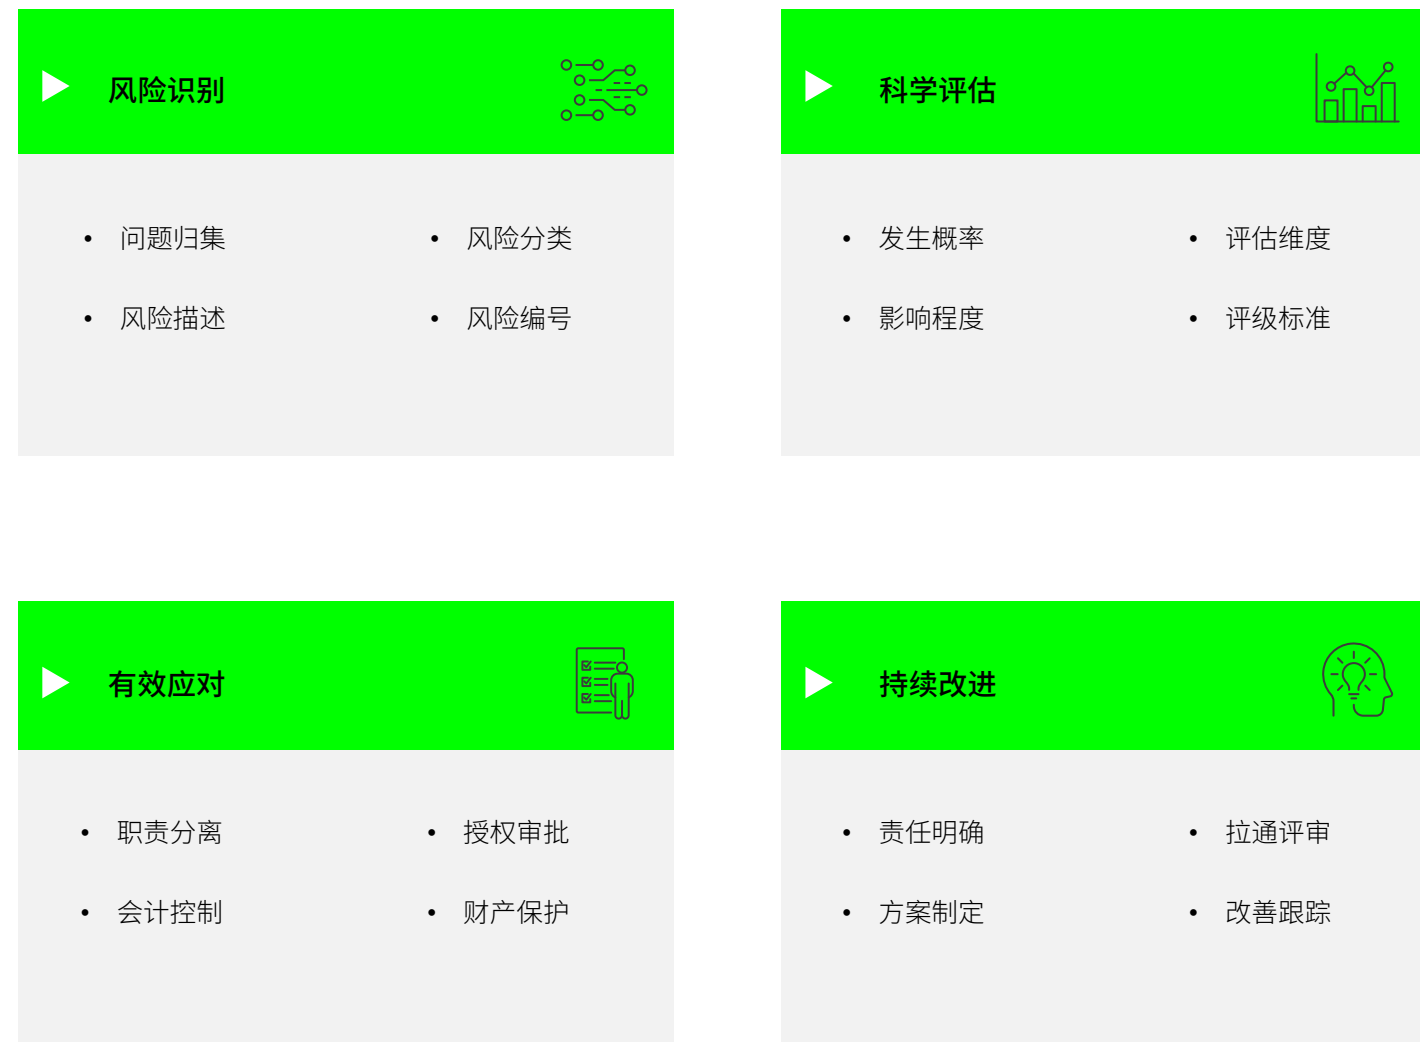 风险识别
• 问题归集
• 风险分类
• 风险描述
• 风险编号
科学评估
• 发生概率
• 评估维度
• 影响程度
• 评级标准
有效应对
• 职责分离
• 授权审批
• 会计控制
• 财产保护
持续改进
• 责任明确
• 拉通评审
• 方案制定
• 改善跟踪